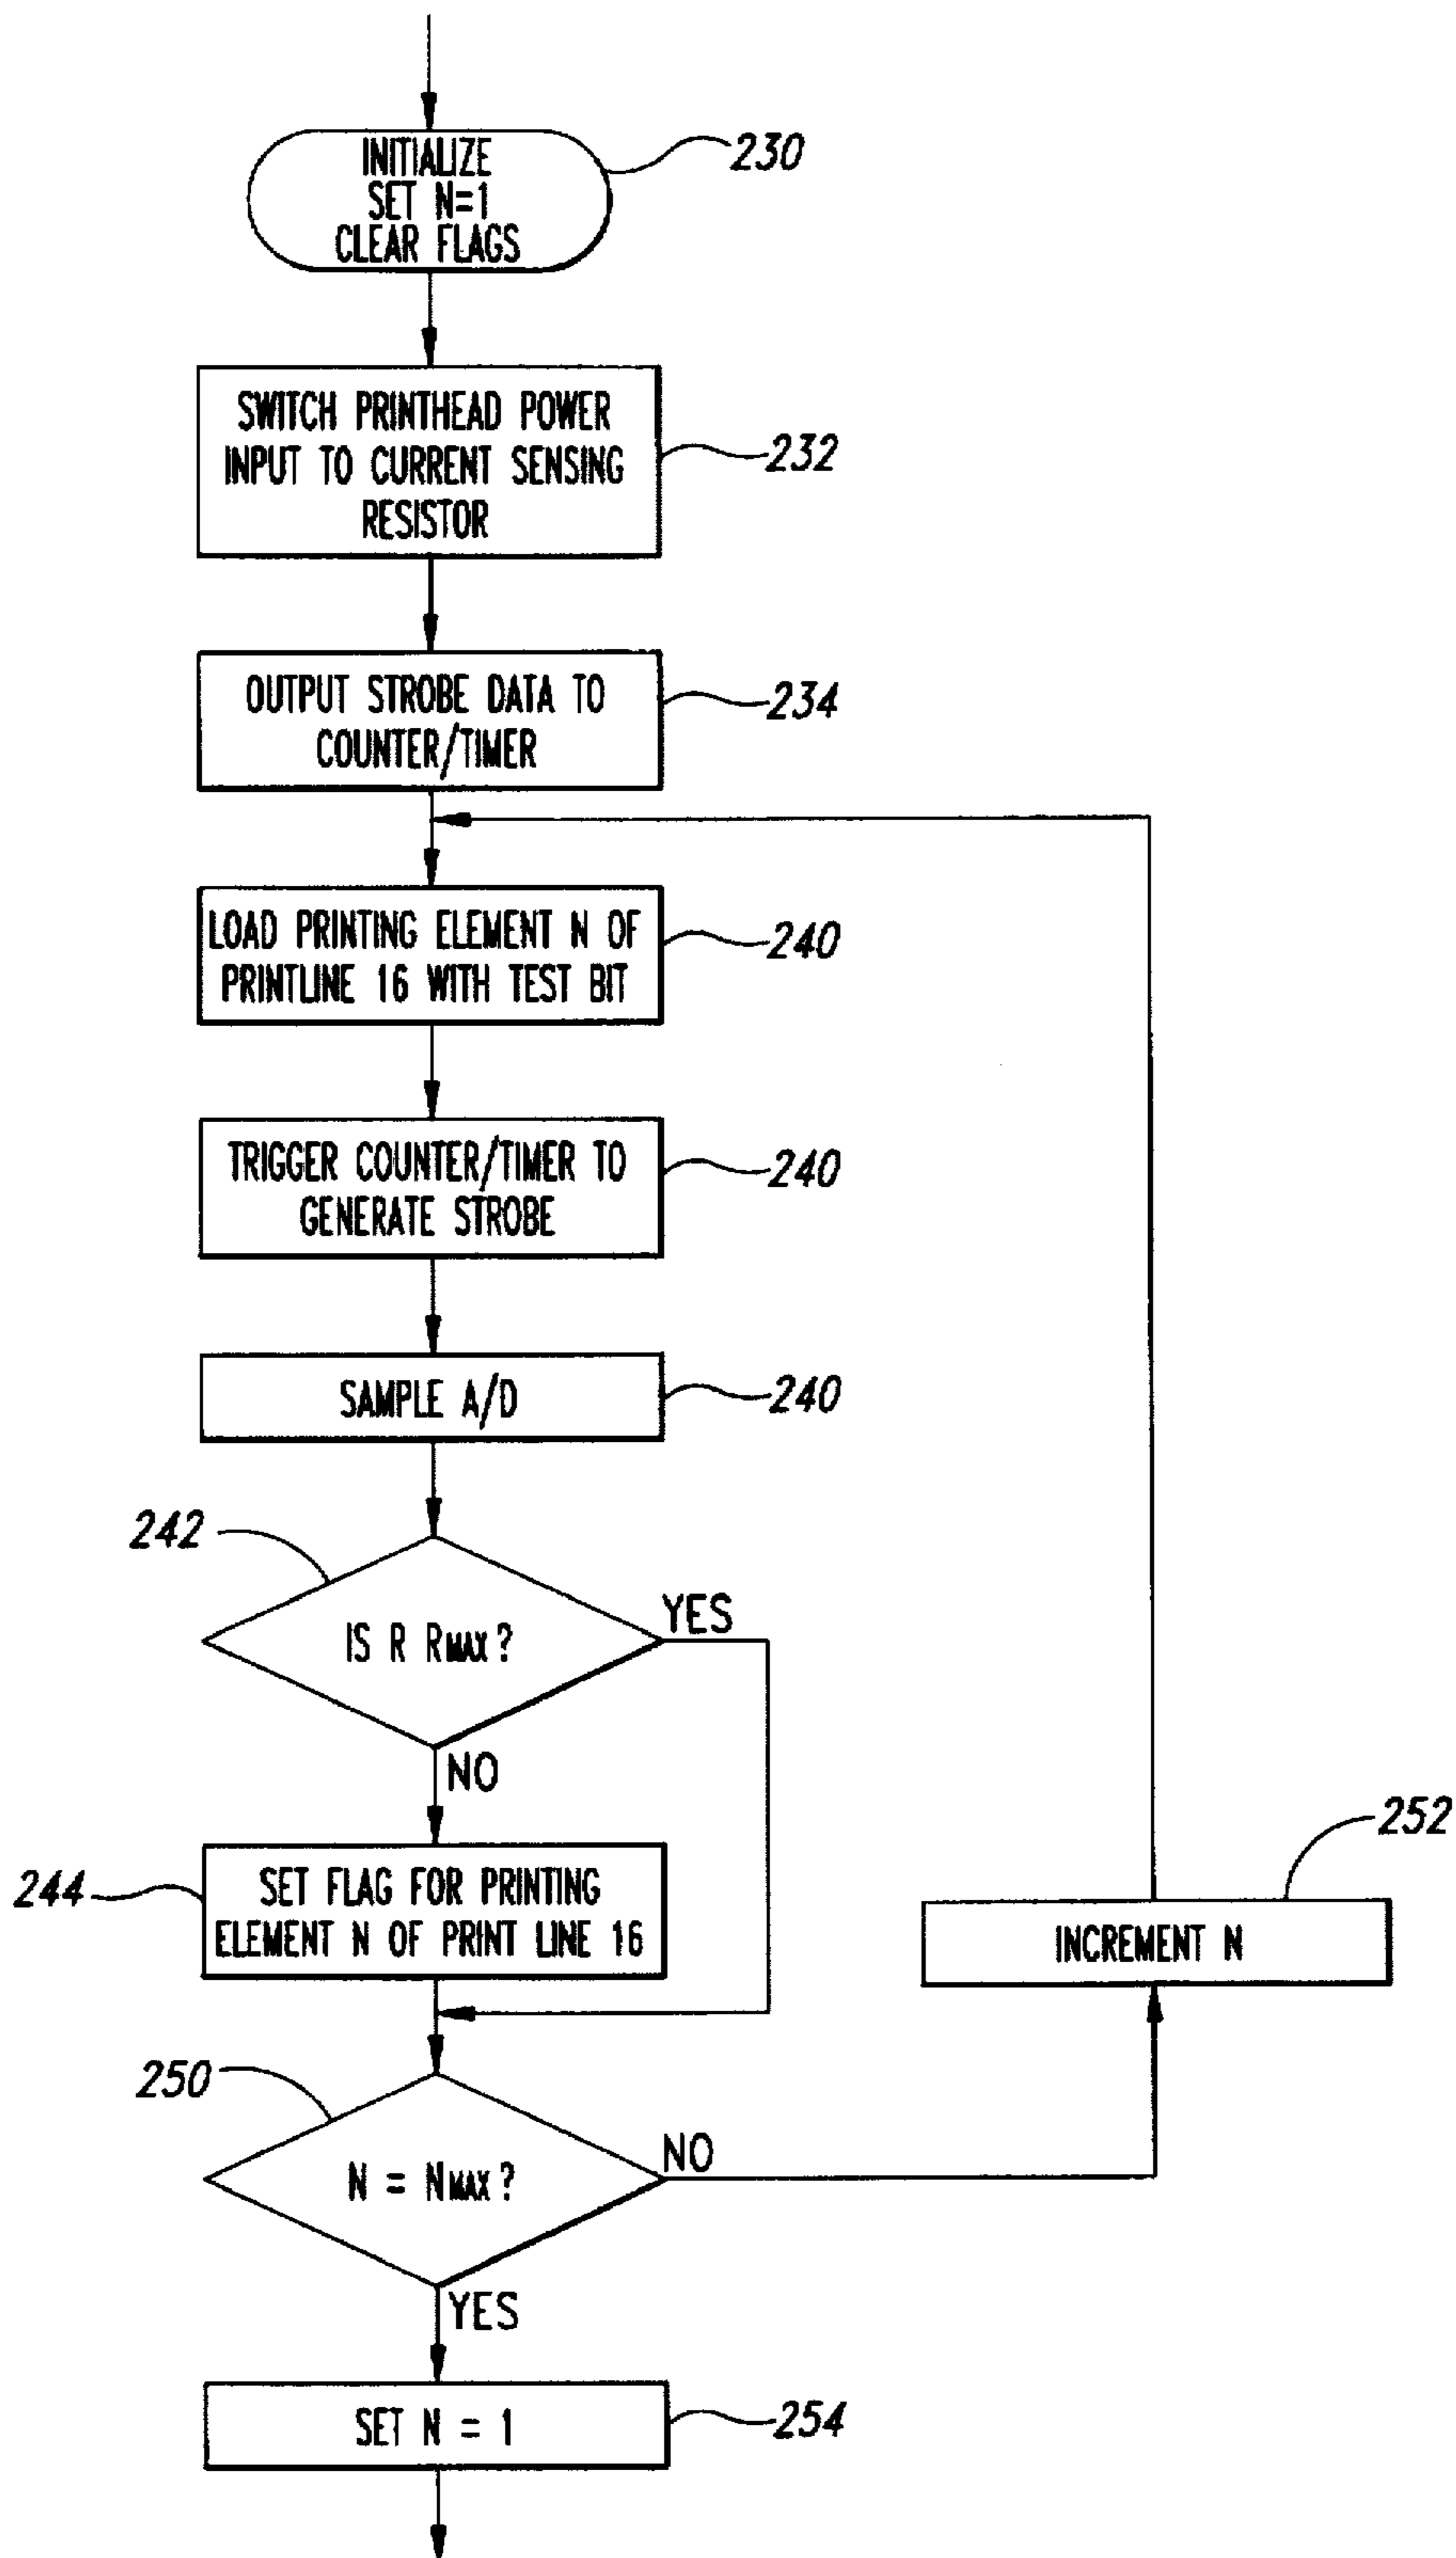 INITIALIZE
SET N=1
CLEAR FLAGS
230
SWITCH PRINTHEAD POWER
INPUT TO CURRENT SENSING
RESISTOR
232
OUTPUT STROBE DATA TO
COUNTER/TIMER
234
LOAD PRINTING ELEMENT N OF
PRINTLINE 16 WITH TEST BIT
240
TRIGGER COUNTER/TIMER TO
GENERATE STROBE
240
SAMPLE A/D
240
242
IS R RMAX?
YES
NO
244
SET FLAG FOR PRINTING
ELEMENT N OF PRINT LINE 16
252
INCREMENT N
250
N = NMAX?
NO
YES
SET N = 1
254